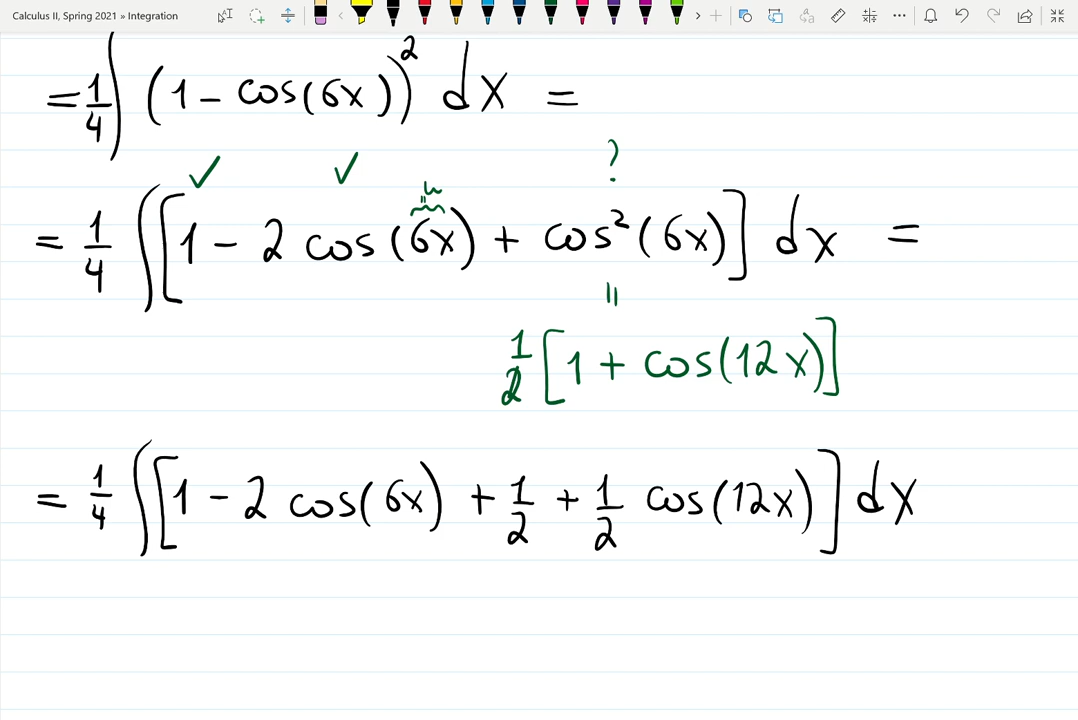 Calculus II, Spring 2021 » Integration
= 1/4 ∫ (1 - cos(6x))² dx =
✓ ✓ ?
= u
= 1/4 ∫ [1 - 2 cos(6x) + cos²(6x)] dx =
=
1/2 [1 + cos(12x)]
= 1/4 ∫ [1 - 2 cos(6x) + 1/2 + 1/2 cos(12x)] dx